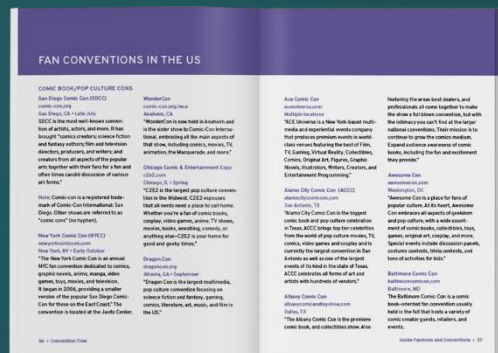 FAN CONVENTIONS IN THE US
COMIC BOOK/POP CULTURE CONS
San Diego Comic Con (SDCC)
comic-con.org
San Diego, CA • Late July
SDCC is the most well-known conven-
tion of artists, actors, and more. It has
brought "comics creators; science fiction
and fantasy authors; film and television
directors, producers, and writers; and
creators from all aspects of the popular
arts together with their fans for a fun and
often times candid discussion of various
art forms."
Note: Comic-con is a registered trade-
mark of Comic-Con International: San
Diego. Other shows are referred to as
"comic cons" (no hyphen).
New York Comic Con (NYCC)
newyorkcomiccon.com
New York, NY • Early October
"The New York Comic Con is an annual
NYC fan convention dedicated to comics,
graphic novels, anime, manga, video
games, toys, movies, and television.
It began in 2006, providing a smaller
version of the popular San Diego Comic-
Con for those on the East Coast." The
convention is located at the Javits Center.
WonderCon
comic-con.org/wca
Anaheim, CA
"WonderCon is now held in Anaheim and
is the sister show to Comic-Con Interna-
tional, embracing all the main aspects of
that show, including comics, movies, TV,
animation, the Masquerade, and more."
Chicago Comic & Entertainment Expo
c2e2.com
Chicago, IL • Spring
"C2E2 is the largest pop culture conven-
tion in the Midwest. C2E2 exposes
that all nerds need a place to call home.
Whether you're a fan of comic books,
cosplay, video games, anime, TV shows,
movies, books, wrestling, comedy, or
anything else—C2E2 is your home for
good and geeky times."
Dragon Con
dragoncon.org
Atlanta, GA • September
"Dragon Con is the largest multimedia,
pop culture convention focusing on
science fiction and fantasy, gaming,
comics, literature, art, music, and film in
the US."
Ace Comic Con
aceuniverse.com
Multiple locations
"ACE Universe is a New York-based multi-
media and experiential events company
that produces premium events in world-
class venues featuring the best of Film,
TV, Gaming, Virtual Reality, Collectibles,
Comics, Original Art, Figures, Graphic
Novels, Illustrators, Writers, Creators, and
Entertainment Programming."
Alamo City Comic Con (ACCC)
alamocitycomiccon.com
San Antonio, TX
"Alamo City Comic Con is the biggest
comic book and pop culture celebration
in Texas. ACCC brings top tier celebrities
from the world of pop culture movies, TV,
comics, video games and cosplay and is
currently the largest convention in San
Antonio as well as one of the largest
events of its kind in the state of Texas.
ACCC celebrates all forms of art and
artists with hundreds of vendors."
Albany Comic Con
albanycomicandtoyshow.com
"The Albany Comic Con is the premiere
comic book, and collectibles show. Also
featuring the areas best dealers, and
professionals all come together to make
the show a full blown convention, but with
the intimacy you can't find at the larger
national conventions. Their mission is to
continue to grow the comics medium.
Expand audience awareness of comic
books, including the fun and excitement
they provide."
Awesome Con
awesomecon.com
Washington, DC
"Awesome Con is a place for fans of
popular culture. At its heart, Awesome
Con embraces all aspects of geekdom
and pop culture, with a wide assort-
ment of comic books, collectibles, toys,
games, original art, cosplay, and more.
Special events include discussion panels,
costume contests, trivia contests, and
tons of activities for kids."
Baltimore Comic Con
baltimorecomiccon.com
Baltimore, MD
The Baltimore Comic Con is a comic
book-oriented fan convention usually
held in the fall that hosts a variety of
comic creator guests, retailers, and
events.